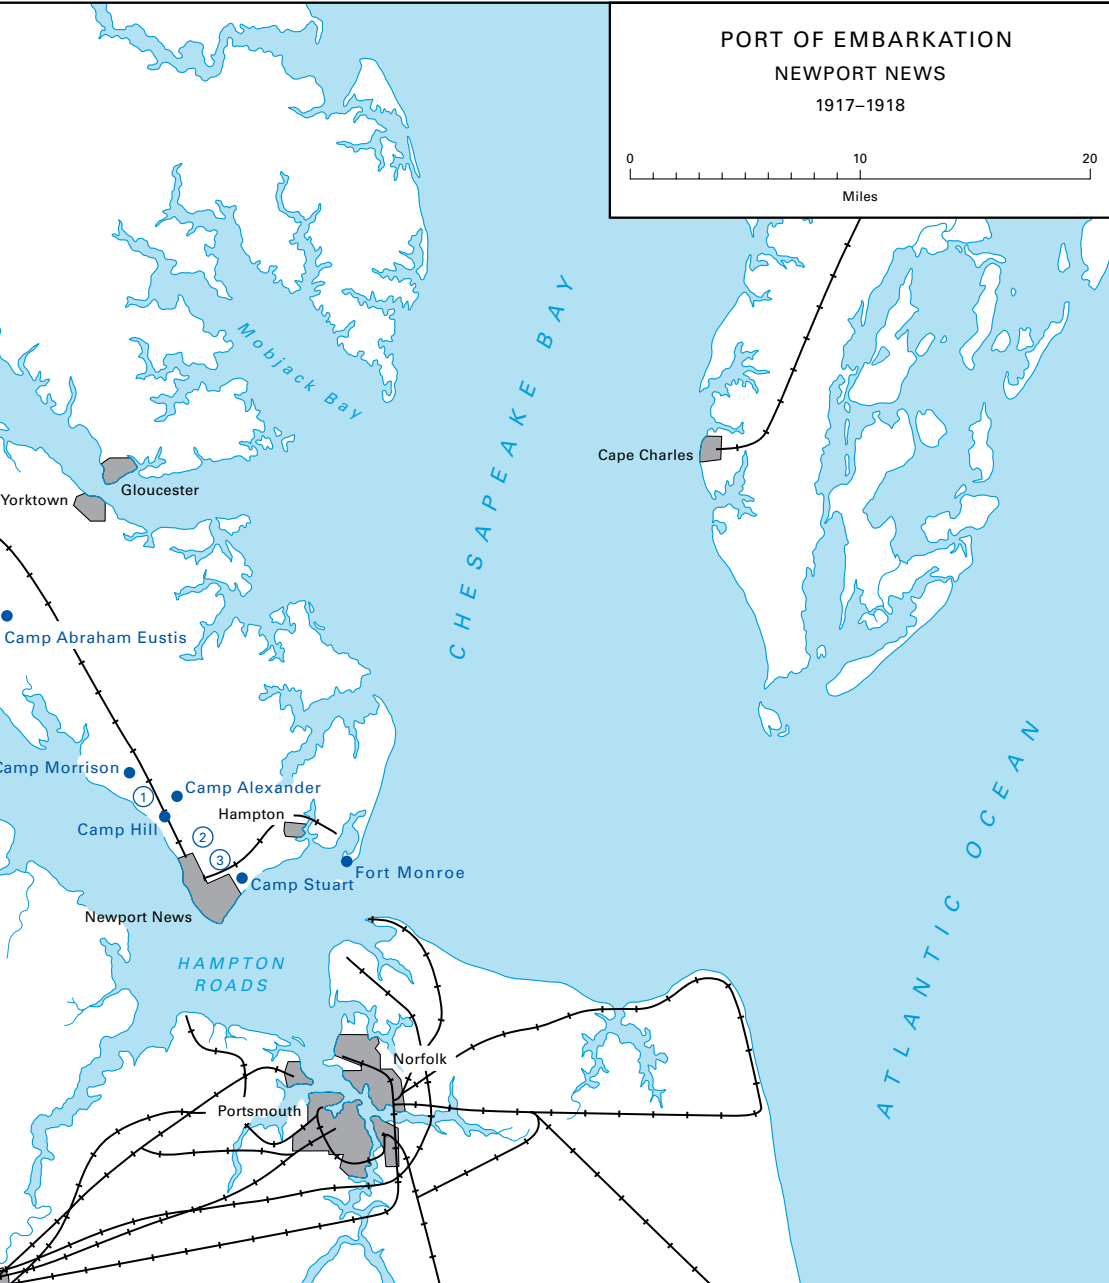 PORT OF EMBARKATION
NEWPORT NEWS
1917–1918
0 10 20
Miles
Mobjack Bay
CHESAPEAKE BAY
Cape Charles
Gloucester
Yorktown
Camp Abraham Eustis
Camp Morrison
1
Camp Alexander
Camp Hill
Hampton
2
3
Fort Monroe
Camp Stuart
Newport News
HAMPTON
ROADS
ATLANTIC OCEAN
Norfolk
Portsmouth